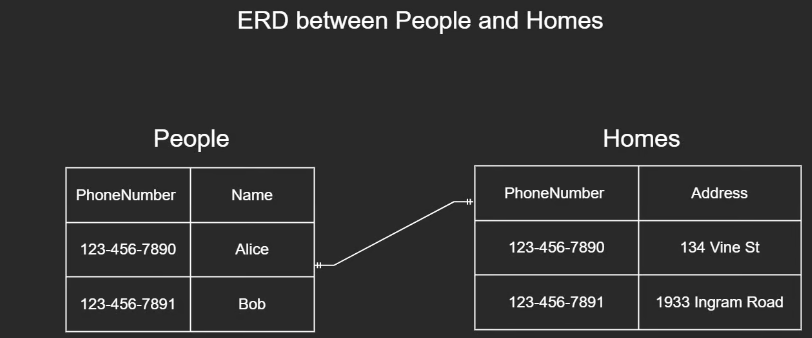 ERD between People and Homes
People
PhoneNumber Name
123-456-7890 Alice
123-456-7891 Bob
Homes
PhoneNumber Address
123-456-7890 134 Vine St
123-456-7891 1933 Ingram Road